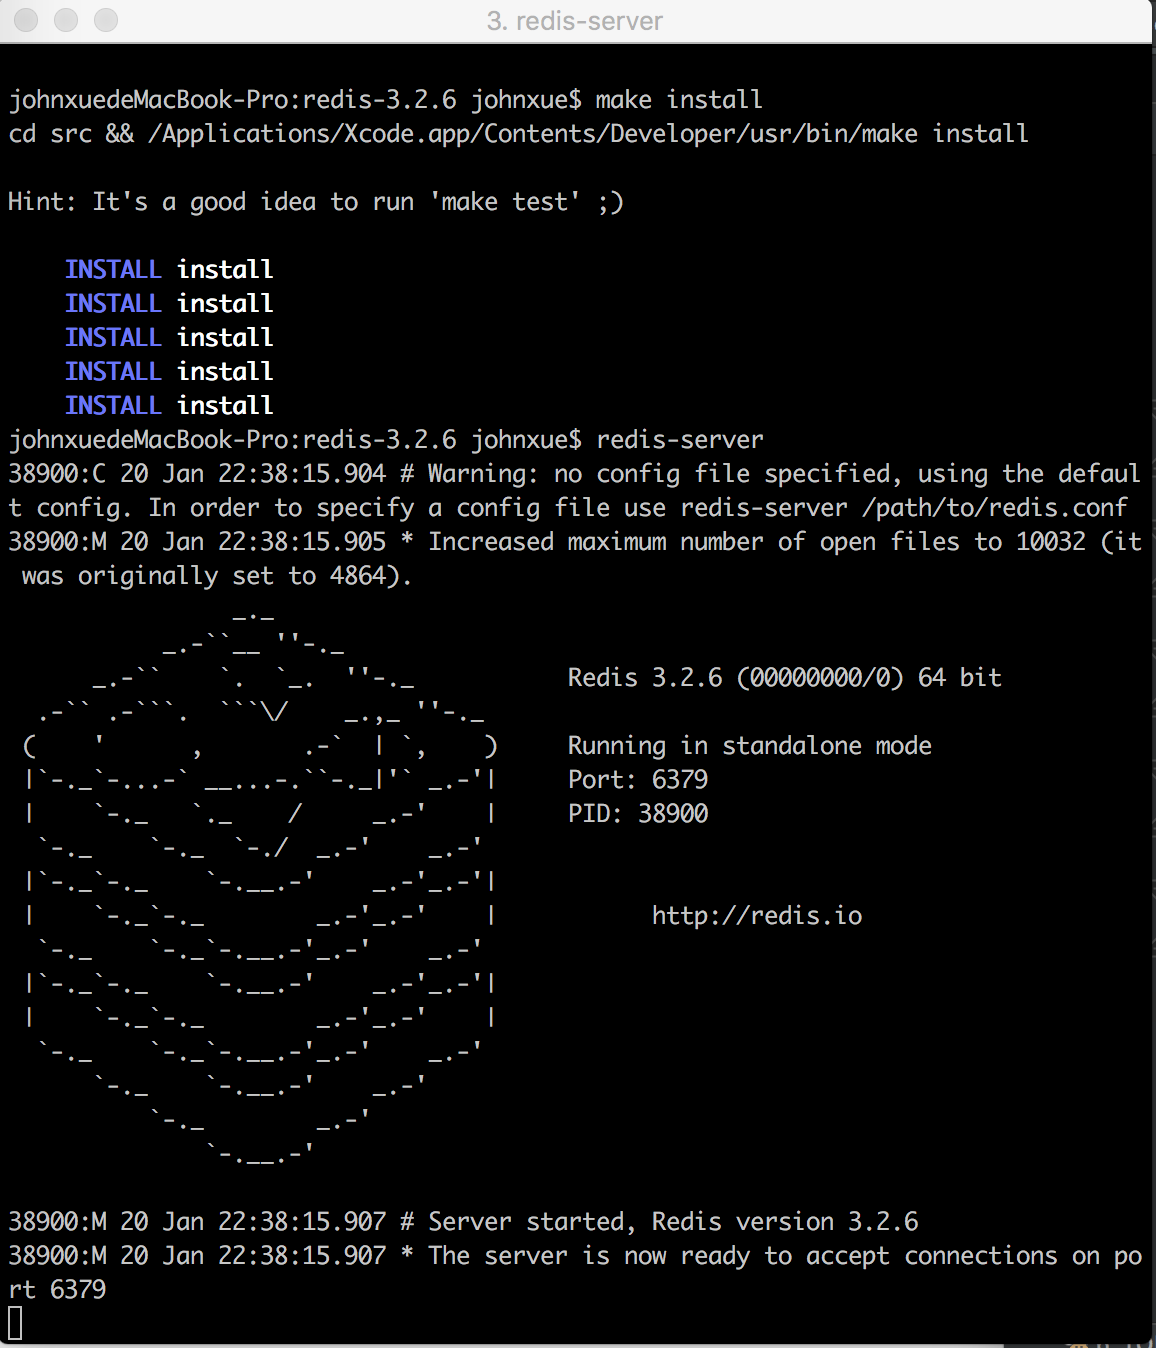 3. redis-server
johnxuedeMacBook-Pro:redis-3.2.6 johnxue$ make install
cd src && /Applications/Xcode.app/Contents/Developer/usr/bin/make install
Hint: It's a good idea to run 'make test' ;)
    INSTALL install
    INSTALL install
    INSTALL install
    INSTALL install
    INSTALL install
johnxuedeMacBook-Pro:redis-3.2.6 johnxue$ redis-server
38900:C 20 Jan 22:38:15.904 # Warning: no config file specified, using the defaul
t config. In order to specify a config file use redis-server /path/to/redis.conf
38900:M 20 Jan 22:38:15.905 * Increased maximum number of open files to 10032 (it
 was originally set to 4864).
Redis 3.2.6 (00000000/0) 64 bit
Running in standalone mode
Port: 6379
PID: 38900
http://redis.io
38900:M 20 Jan 22:38:15.907 # Server started, Redis version 3.2.6
38900:M 20 Jan 22:38:15.907 * The server is now ready to accept connections on po
rt 6379